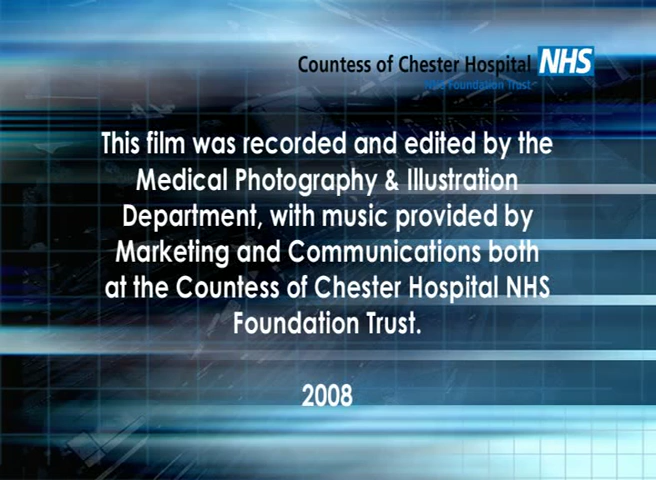 Countess of Chester Hospital NHS
NHS Foundation Trust
This film was recorded and edited by the
Medical Photography & Illustration
Department, with music provided by
Marketing and Communications both
at the Countess of Chester Hospital NHS
Foundation Trust.
2008